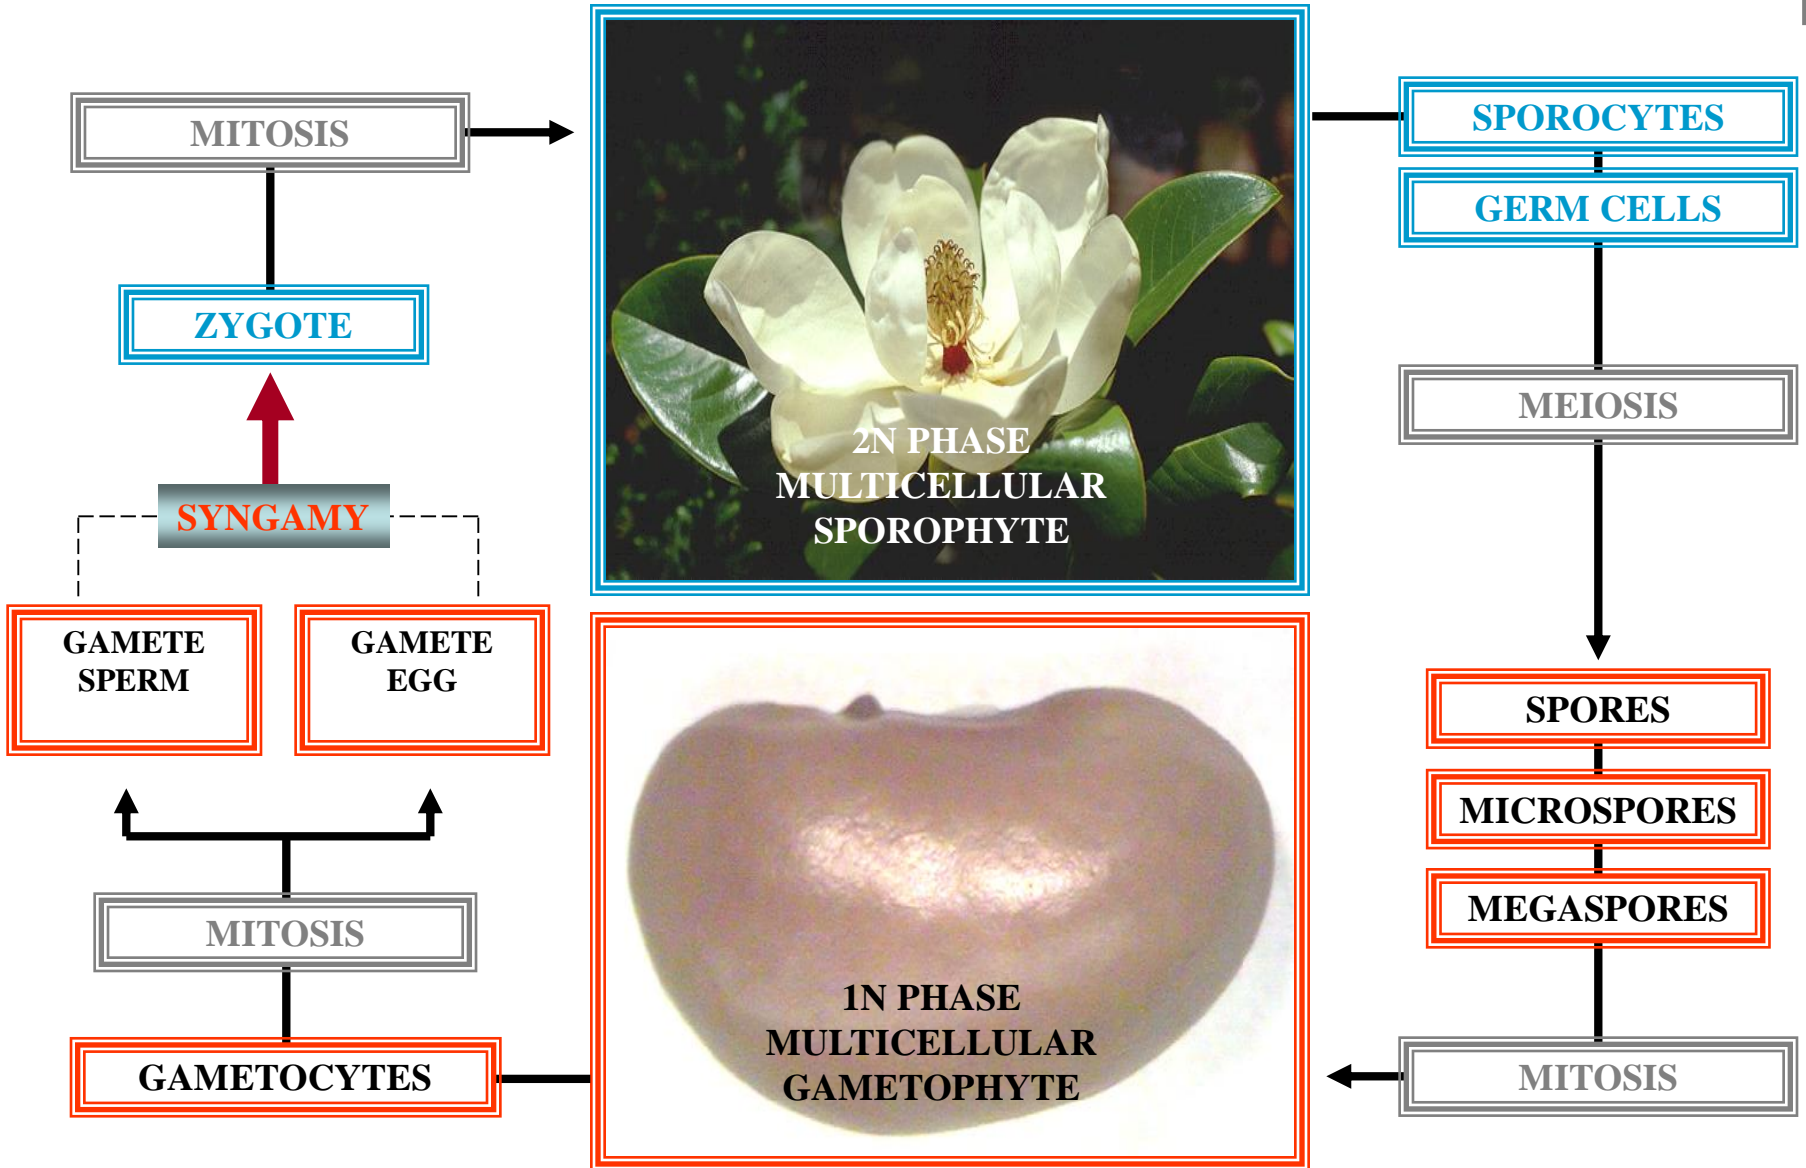 MITOSIS
ZYGOTE
SYNGAMY
GAMETE
SPERM
GAMETE
EGG
MITOSIS
GAMETOCYTES
2N PHASE
MULTICELLULAR
SPOROPHYTE
1N PHASE
MULTICELLULAR
GAMETOPHYTE
SPOROCYTES
GERM CELLS
MEIOSIS
SPORES
MICROSPORES
MEGASPORES
MITOSIS